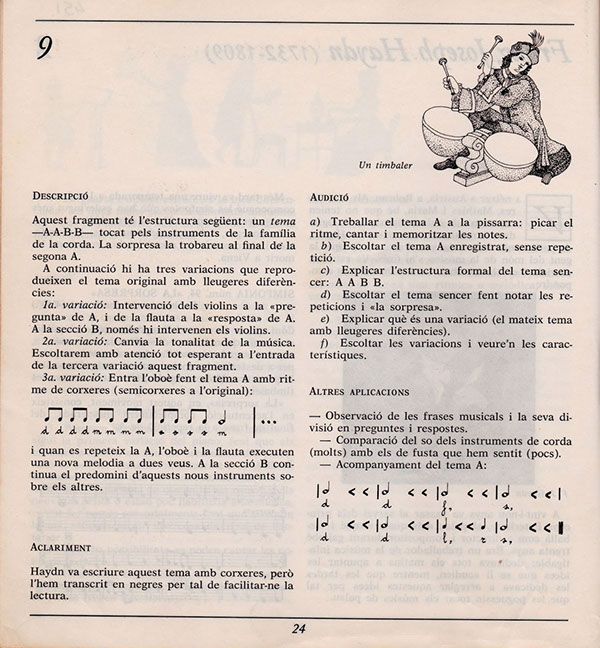 9
Un timbaler
DESCRIPCIÓ
Aquest fragment té l'estructura següent: un tema
—A-A-B-B— tocat pels instruments de la família
de la corda. La sorpresa la trobareu al final de la
segona A.
A continuació hi ha tres variacions que repro-
dueixen el tema original amb lleugeres diferèn-
cies:
1a. variació: Intervenció dels violins a la «pre-
gunta» de A, i de la flauta a la «resposta» de A.
A la secció B, només hi intervenen els violins.
2a. variació: Canvia la tonalitat de la música.
Escoltarem amb atenció tot esperant a l'entrada
de la tercera variació aquest fragment.
3a. variació: Entra l'oboè fent el tema A amb rit-
me de corxeres (semicorxeres a l'original):
d d d d m m m m s s s s m
i quan es repeteix la A, l'oboè i la flauta executen
una nova melodia a dues veus. A la secció B con-
tinua el predomini d'aquests nous instruments so-
bre els altres.
ACLARIMENT
Haydn va escriure aquest tema amb corxeres, però
l'hem transcrit en negres per tal de facilitar-ne la
lectura.
AUDICIÓ
a) Treballar el tema A a la pissarra: picar el
ritme, cantar i memoritzar les notes.
b) Escoltar el tema A enregistrat, sense repe-
tició.
c) Explicar l'estructura formal del tema sen-
cer: A A B B.
d) Escoltar el tema sencer fent notar les re-
peticions i «la sorpresa».
e) Explicar què és una variació (el mateix tema
amb lleugeres diferències).
f) Escoltar les variacions i veure'n les carac-
terístiques.
ALTRES APLICACIONS
— Observació de les frases musicals i la seva di-
visió en preguntes i respostes.
— Comparació del so dels instruments de corda
(molts) amb els de fusta que hem sentit (pocs).
— Acompanyament del tema A:
d d f, s,
d d l, r s,
24